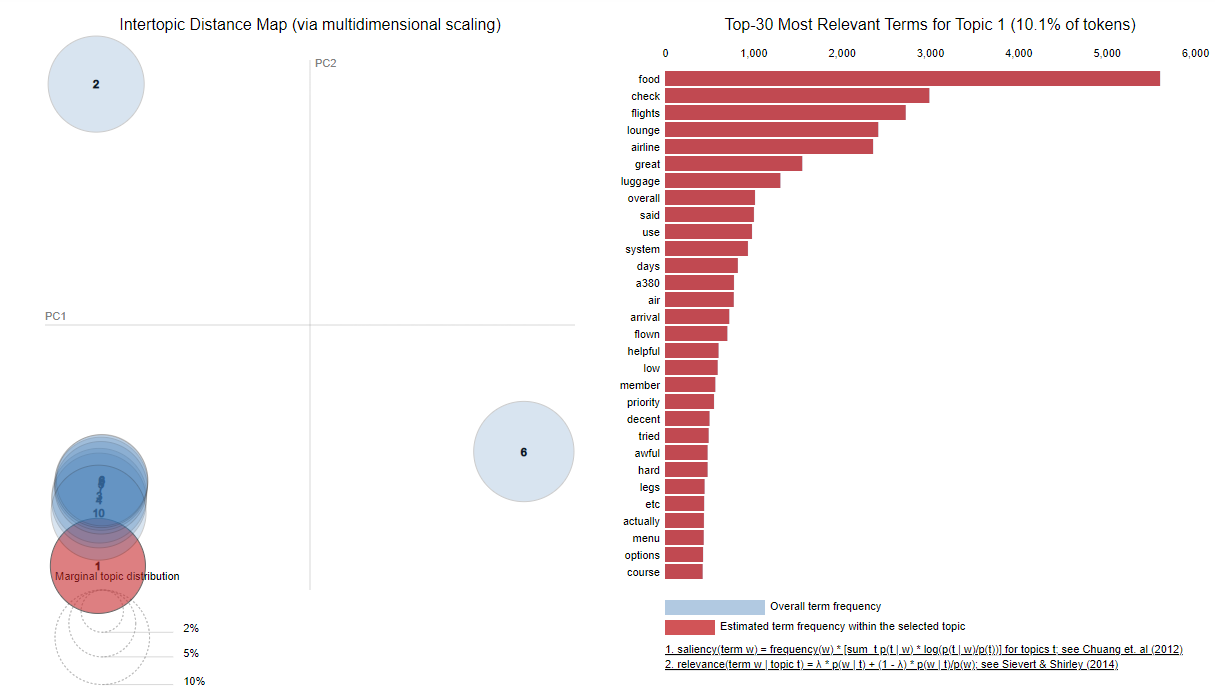 Intertopic Distance Map (via multidimensional scaling)
PC2
PC1
2
6
10
1
Marginal topic distribution
2%
5%
10%
Top-30 Most Relevant Terms for Topic 1 (10.1% of tokens)
0 1,000 2,000 3,000 4,000 5,000 6,000
food
check
flights
lounge
airline
great
luggage
overall
said
use
system
days
a380
air
arrival
flown
helpful
low
member
priority
decent
tried
awful
hard
legs
etc
actually
menu
options
course
Overall term frequency
Estimated term frequency within the selected topic
1. saliency(term w) = frequency(w) * [sum_t p(t | w) * log(p(t | w)/p(t))] for topics t; see Chuang et. al (2012)
2. relevance(term w | topic t) = λ * p(w | t) + (1 - λ) * p(w | t)/p(w); see Sievert & Shirley (2014)